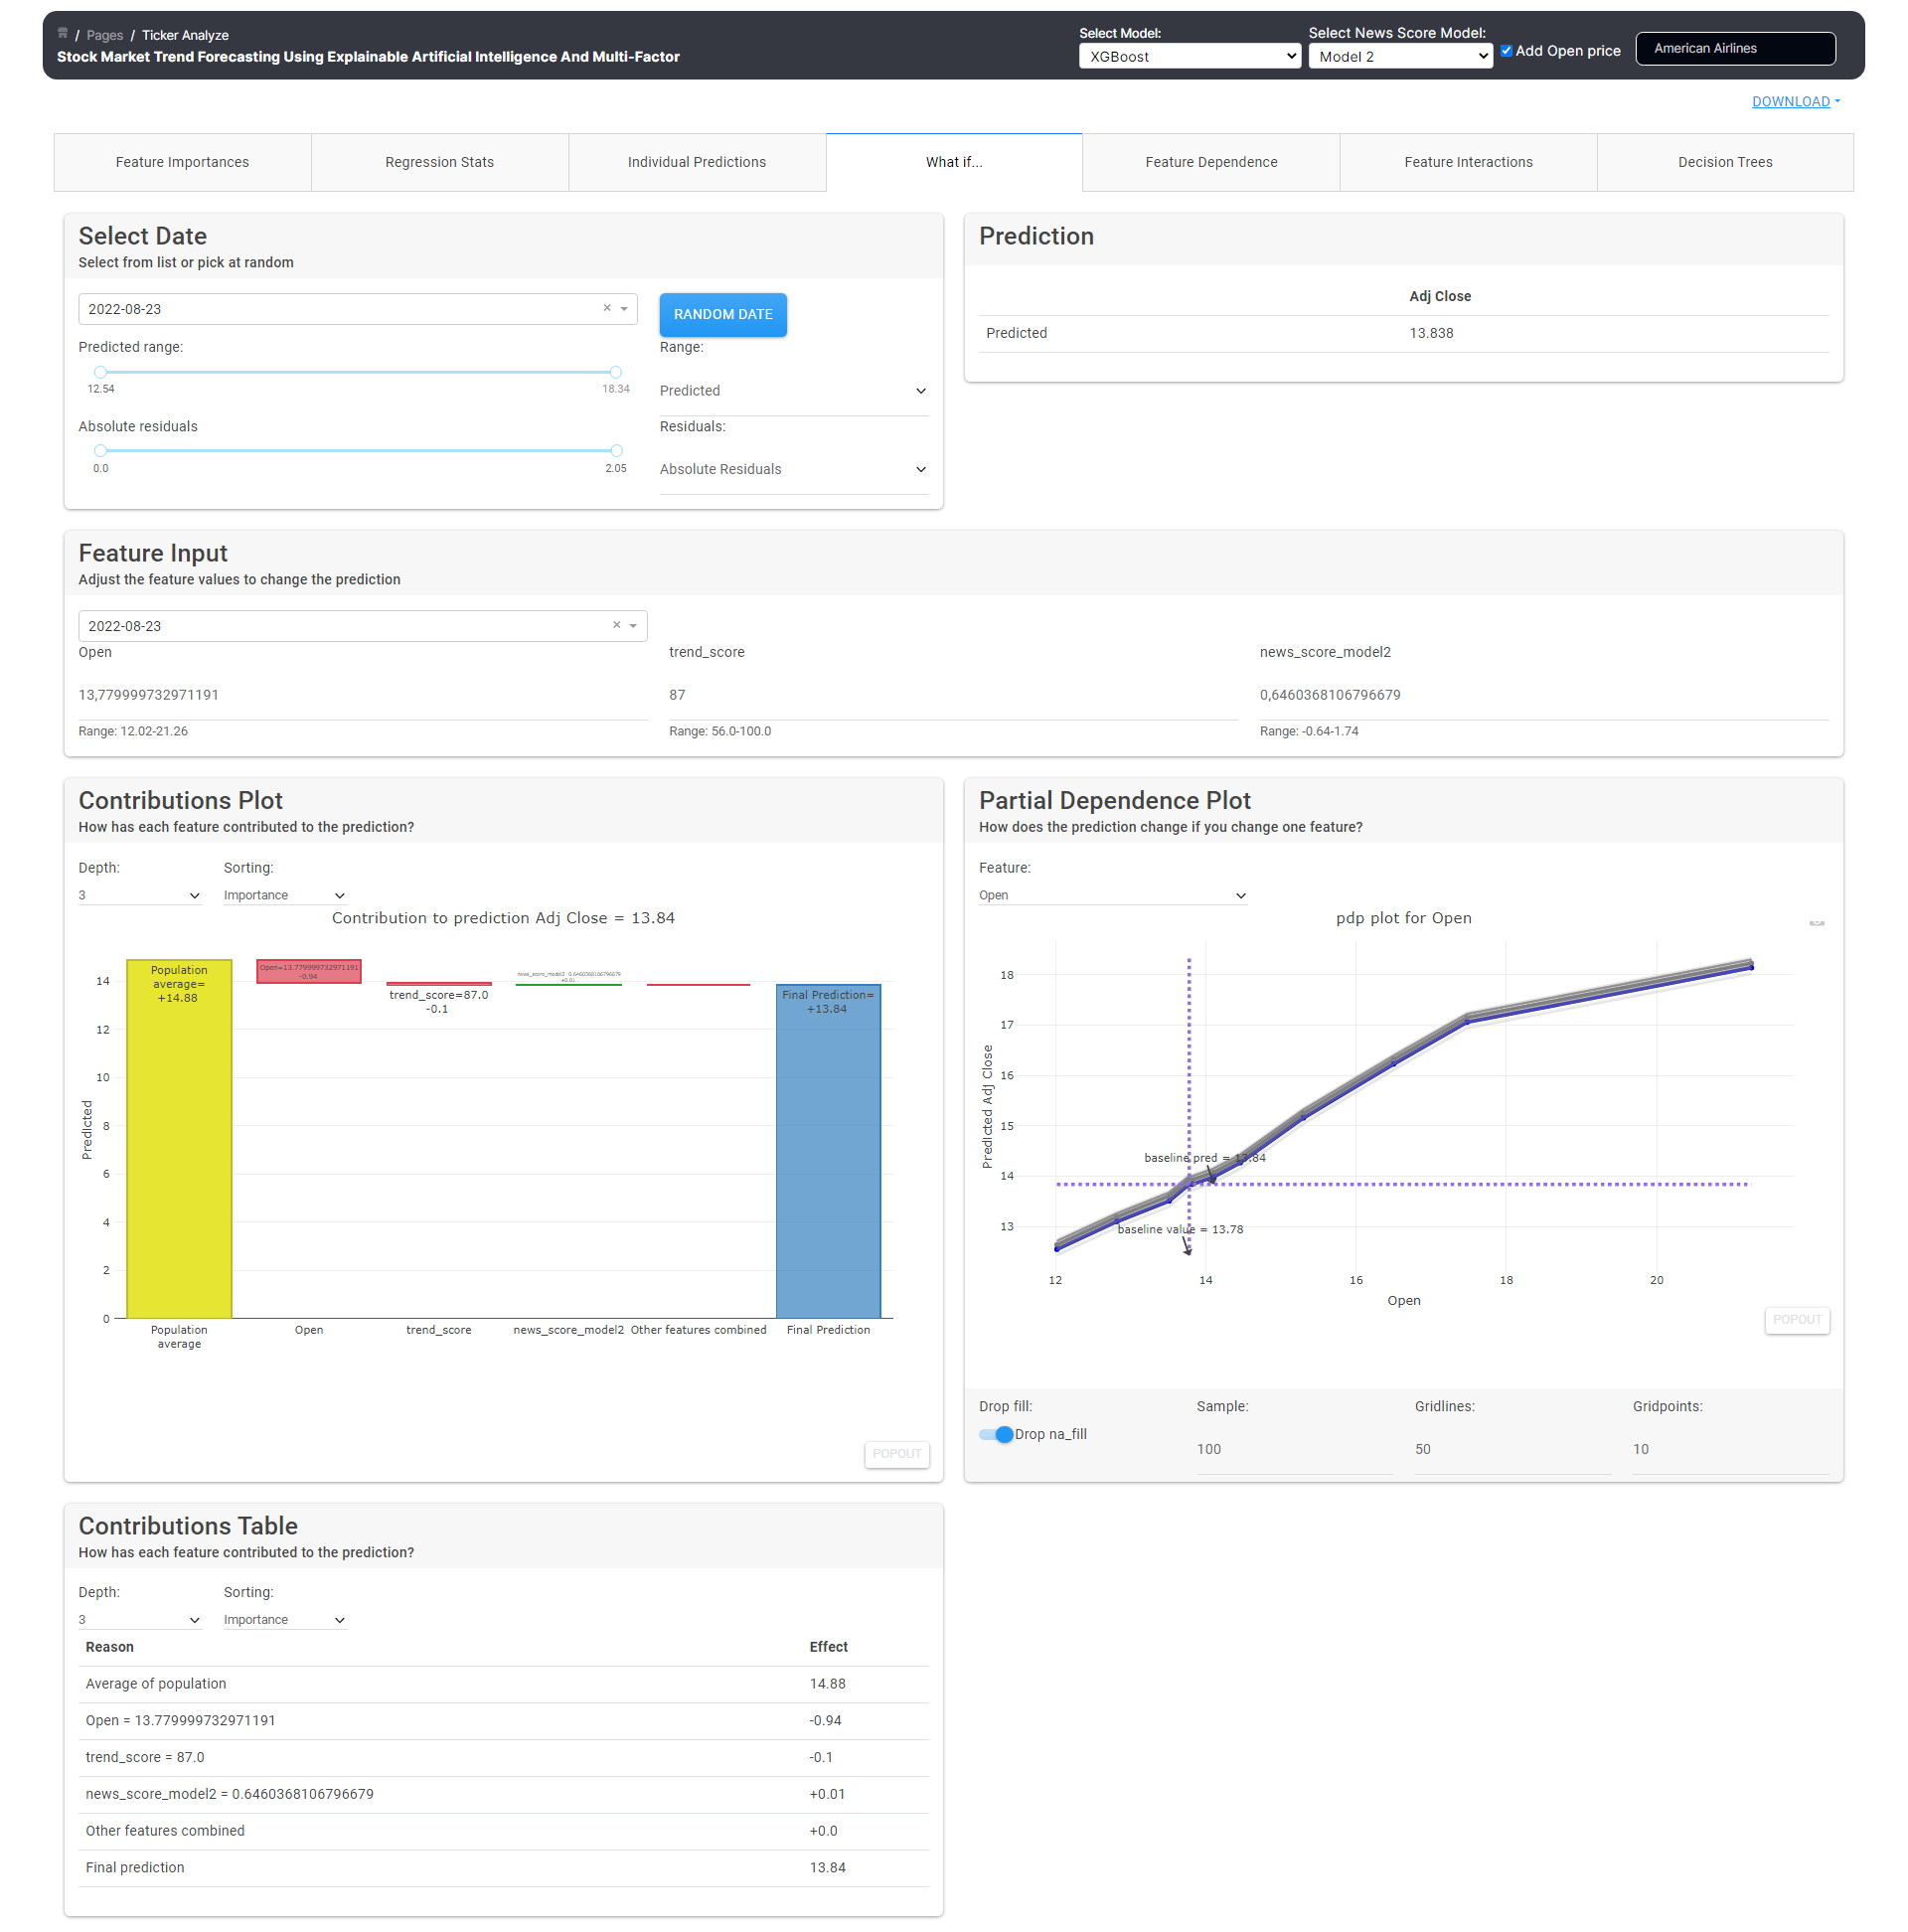 / Pages / Ticker Analyze
Stock Market Trend Forecasting Using Explainable Artificial Intelligence And Multi-Factor
Select Model:
XGBoost
Select News Score Model:
Model 2
Add Open price
American Airlines
DOWNLOAD
Feature Importances
Regression Stats
Individual Predictions
What if...
Feature Dependence
Feature Interactions
Decision Trees
Select Date
Select from list or pick at random
2022-08-23
RANDOM DATE
Predicted range:
12.54
18.34
Range:
Predicted
Absolute residuals
0.0
2.05
Residuals:
Absolute Residuals
Prediction
Adj Close
Predicted 13.838
Feature Input
Adjust the feature values to change the prediction
2022-08-23
Open
13,779999732971191
Range: 12.02-21.26
trend_score
87
Range: 56.0-100.0
news_score_model2
0,6460368106796679
Range: -0.64-1.74
Contributions Plot
How has each feature contributed to the prediction?
Depth:
3
Sorting:
Importance
Contribution to prediction Adj Close = 13.84
Predicted
14
12
10
8
6
4
2
0
Population
average=
+14.88
Open=13.779999732971191
-0.94
trend_score=87.0
-0.1
news_score_model2 0.6460368106796679
+0.01
Final Prediction=
+13.84
Population
average
Open
trend_score
news_score_model2
Other features combined
Final Prediction
POPOUT
Partial Dependence Plot
How does the prediction change if you change one feature?
Feature:
Open
pdp plot for Open
Predicted Adj Close
18
17
16
15
14
13
baseline pred = 13.84
baseline value = 13.78
12
14
16
18
20
Open
POPOUT
Drop fill:
Drop na_fill
Sample:
100
Gridlines:
50
Gridpoints:
10
Contributions Table
How has each feature contributed to the prediction?
Depth:
3
Sorting:
Importance
Reason Effect
Average of population 14.88
Open = 13.779999732971191 -0.94
trend_score = 87.0 -0.1
news_score_model2 = 0.6460368106796679 +0.01
Other features combined +0.0
Final prediction 13.84